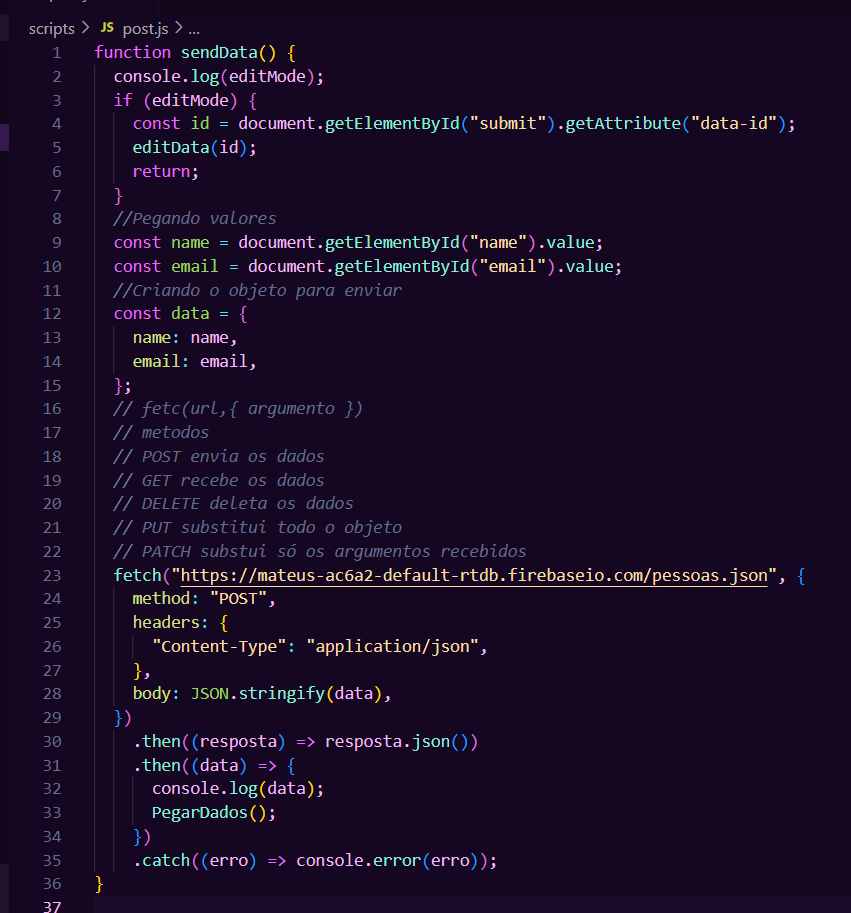 scripts > JS post.js > ...
1 function sendData() {
2 console.log(editMode);
3 if (editMode) {
4 const id = document.getElementById("submit").getAttribute("data-id");
5 editData(id);
6 return;
7 }
8 //Pegando valores
9 const name = document.getElementById("name").value;
10 const email = document.getElementById("email").value;
11 //Criando o objeto para enviar
12 const data = {
13 name: name,
14 email: email,
15 };
16 // fetc(url,{ argumento })
17 // metodos
18 // POST envia os dados
19 // GET recebe os dados
20 // DELETE deleta os dados
21 // PUT substitui todo o objeto
22 // PATCH substui só os argumentos recebidos
23 fetch("https://mateus-ac6a2-default-rtdb.firebaseio.com/pessoas.json", {
24 method: "POST",
25 headers: {
26 "Content-Type": "application/json",
27 },
28 body: JSON.stringify(data),
29 })
30 .then((resposta) => resposta.json())
31 .then((data) => {
32 console.log(data);
33 PegarDados();
34 })
35 .catch((erro) => console.error(erro));
36 }
37